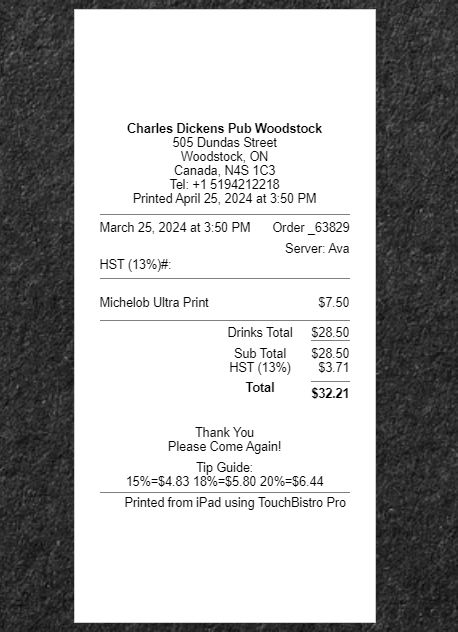 Charles Dickens Pub Woodstock
505 Dundas Street
Woodstock, ON
Canada, N4S 1C3
Tel: +1 5194212218
Printed April 25, 2024 at 3:50 PM
March 25, 2024 at 3:50 PM Order _63829
Server: Ava
HST (13%)#:
Michelob Ultra Print $7.50
Drinks Total $28.50
Sub Total $28.50
HST (13%) $3.71
Total $32.21
Thank You
Please Come Again!
Tip Guide:
15%=$4.83 18%=$5.80 20%=$6.44
Printed from iPad using TouchBistro Pro